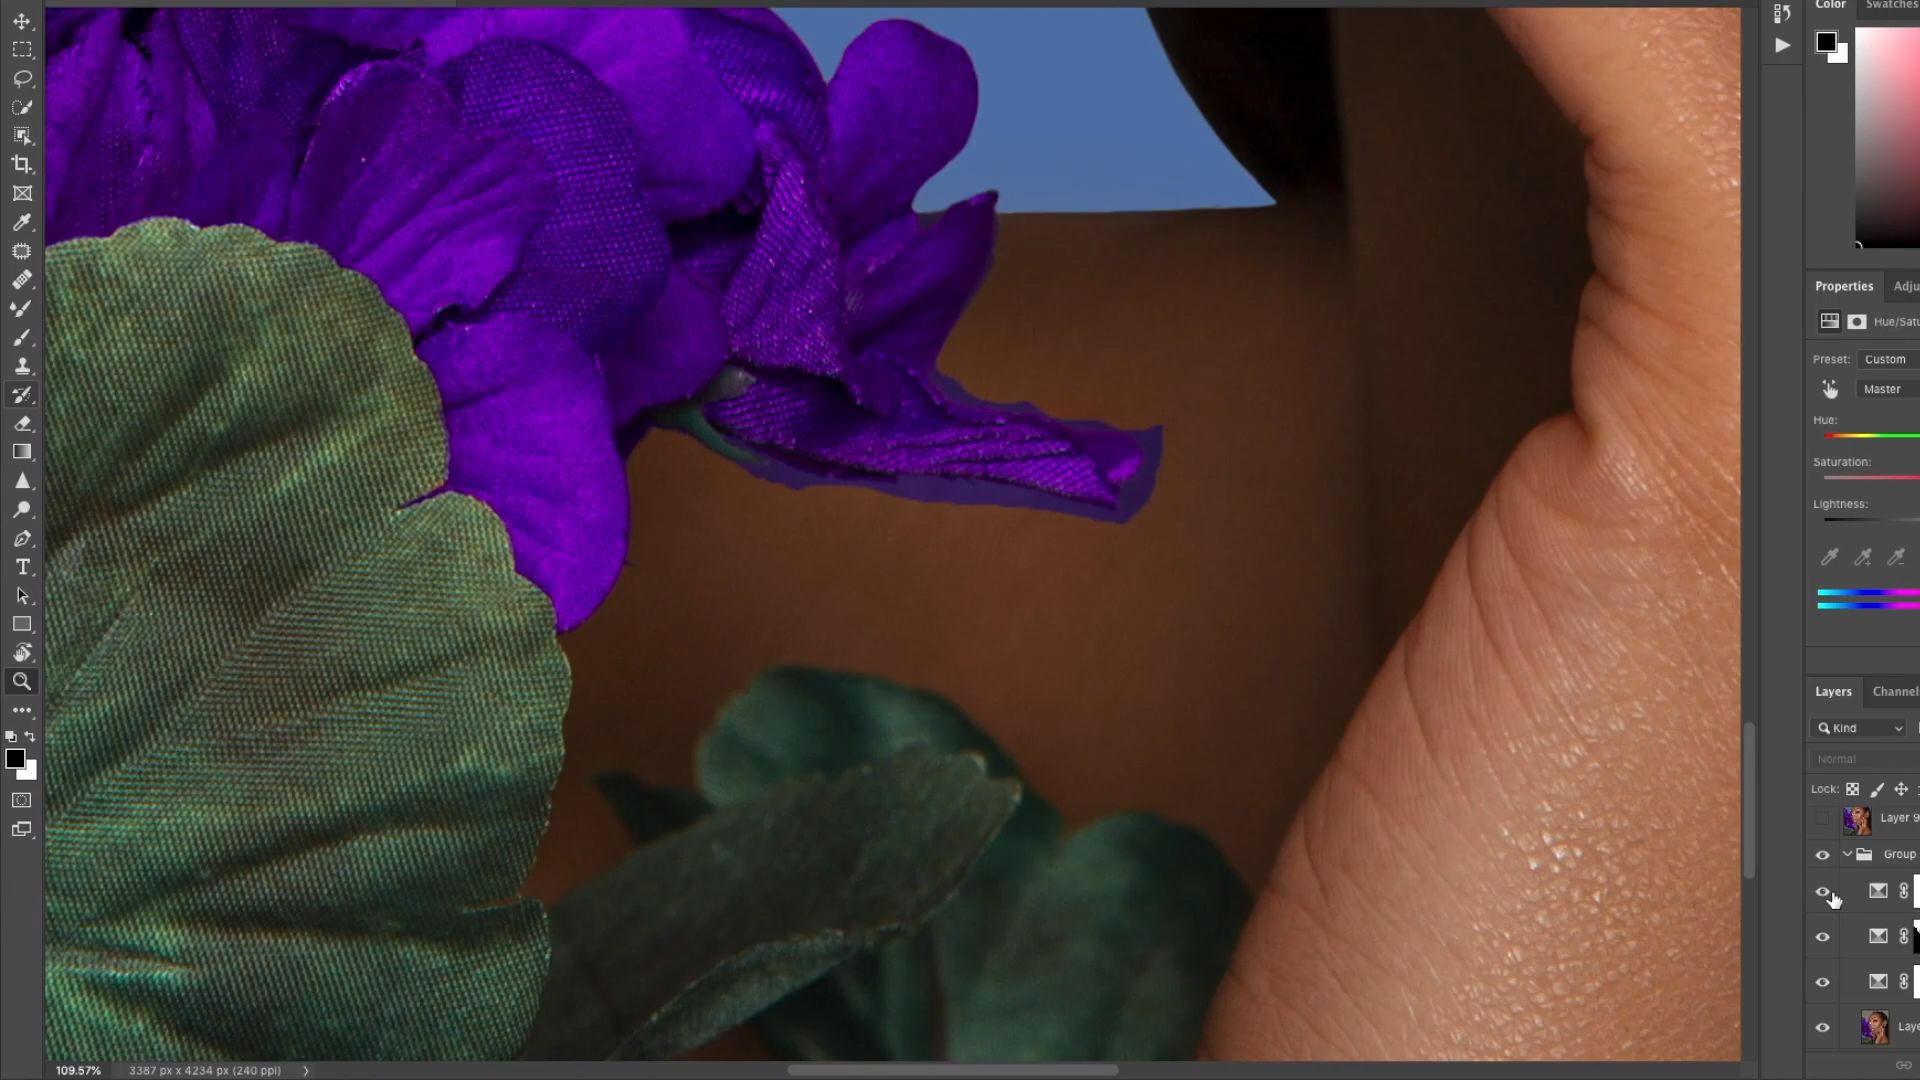 Color Swatches
Properties Adju
Hue/Satu
Preset: Custom
Master
Hue:
Saturation:
Lightness:
Layers Channel
Kind
Normal
Lock:
Layer 9
Group
Laye
109.57% 3387 px x 4234 px (240 ppi)